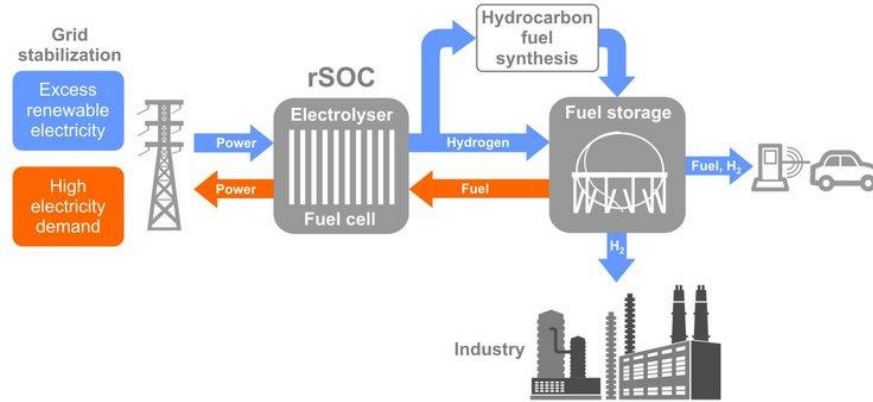 Grid
stabilization
Excess
renewable
electricity
High
electricity
demand
Power
Power
rSOC
Electrolyser
Fuel cell
Hydrocarbon
fuel
synthesis
Hydrogen
Fuel
Fuel storage
Fuel, H₂
H₂
Industry